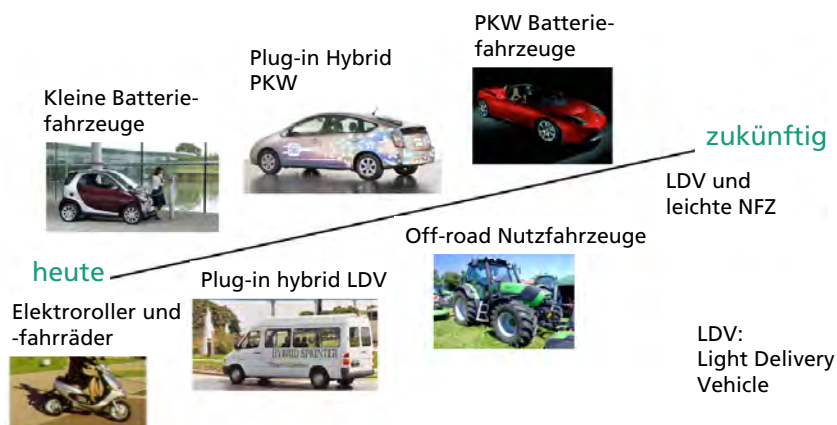 PKW Batterie-
fahrzeuge
Plug-in Hybrid
PKW
Kleine Batterie-
fahrzeuge
zukünftig
LDV und
leichte NFZ
Off-road Nutzfahrzeuge
heute
Plug-in hybrid LDV
Elektroroller und
-fahrräder
HYBRID SPRINTER
LDV:
Light Delivery
Vehicle